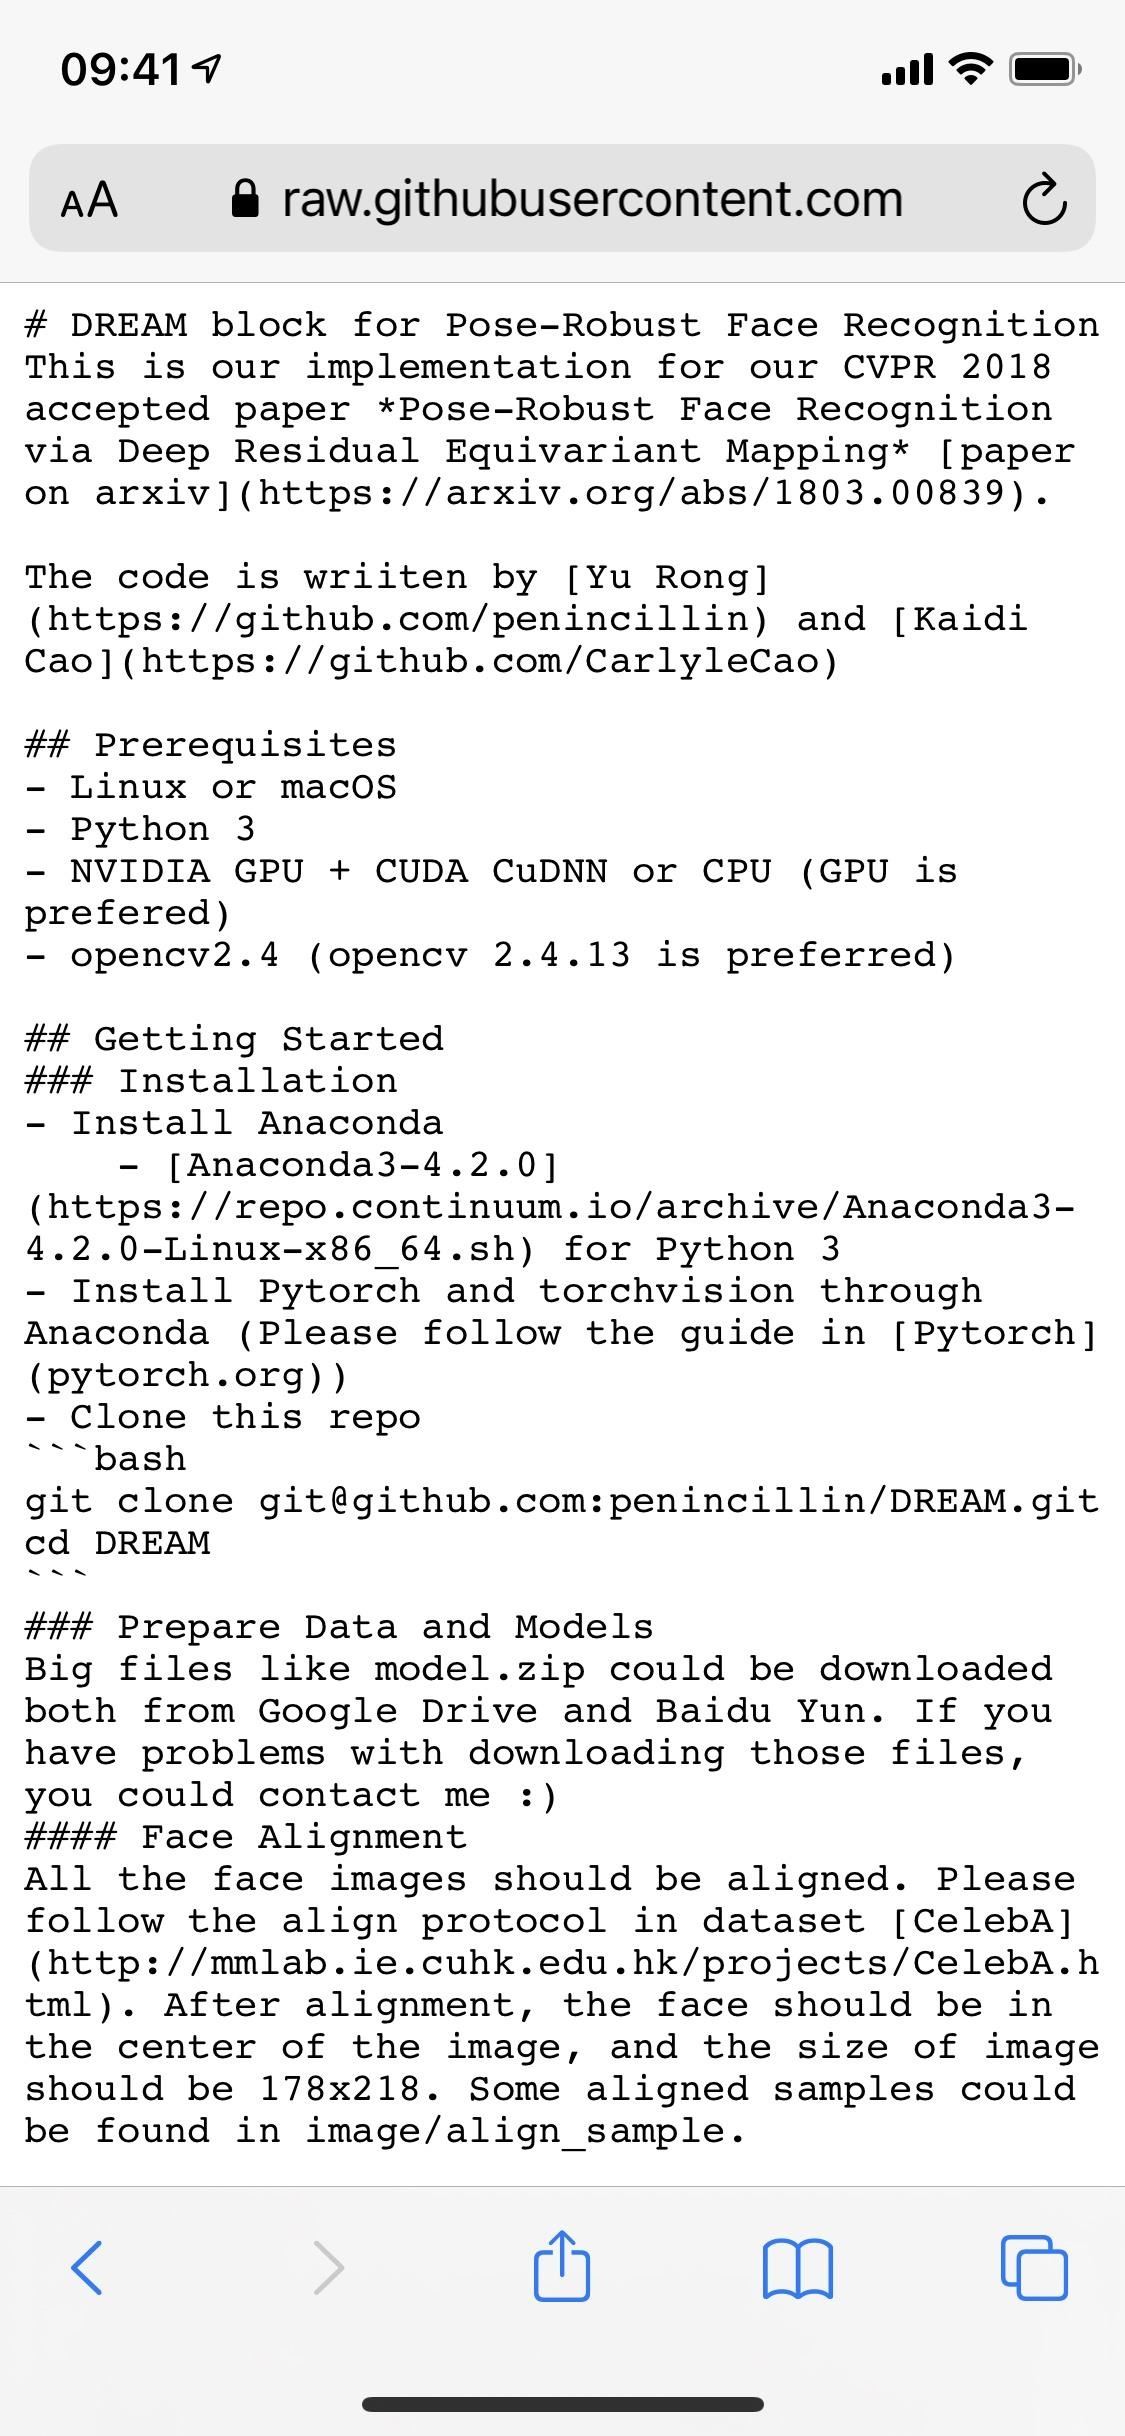 09:41
AA raw.githubusercontent.com
# DREAM block for Pose-Robust Face Recognition
This is our implementation for our CVPR 2018
accepted paper *Pose-Robust Face Recognition
via Deep Residual Equivariant Mapping* [paper
on arxiv](https://arxiv.org/abs/1803.00839).

The code is wriiten by [Yu Rong]
(https://github.com/penincillin) and [Kaidi
Cao](https://github.com/CarlyleCao)

## Prerequisites
- Linux or macOS
- Python 3
- NVIDIA GPU + CUDA CuDNN or CPU (GPU is
prefered)
- opencv2.4 (opencv 2.4.13 is preferred)

## Getting Started
### Installation
- Install Anaconda
    - [Anaconda3-4.2.0]
(https://repo.continuum.io/archive/Anaconda3-
4.2.0-Linux-x86_64.sh) for Python 3
- Install Pytorch and torchvision through
Anaconda (Please follow the guide in [Pytorch]
(pytorch.org))
- Clone this repo
```bash
git clone git@github.com:penincillin/DREAM.git
cd DREAM
```
### Prepare Data and Models
Big files like model.zip could be downloaded
both from Google Drive and Baidu Yun. If you
have problems with downloading those files,
you could contact me :)
#### Face Alignment
All the face images should be aligned. Please
follow the align protocol in dataset [CelebA]
(http://mmlab.ie.cuhk.edu.hk/projects/CelebA.h
tml). After alignment, the face should be in
the center of the image, and the size of image
should be 178x218. Some aligned samples could
be found in image/align_sample.